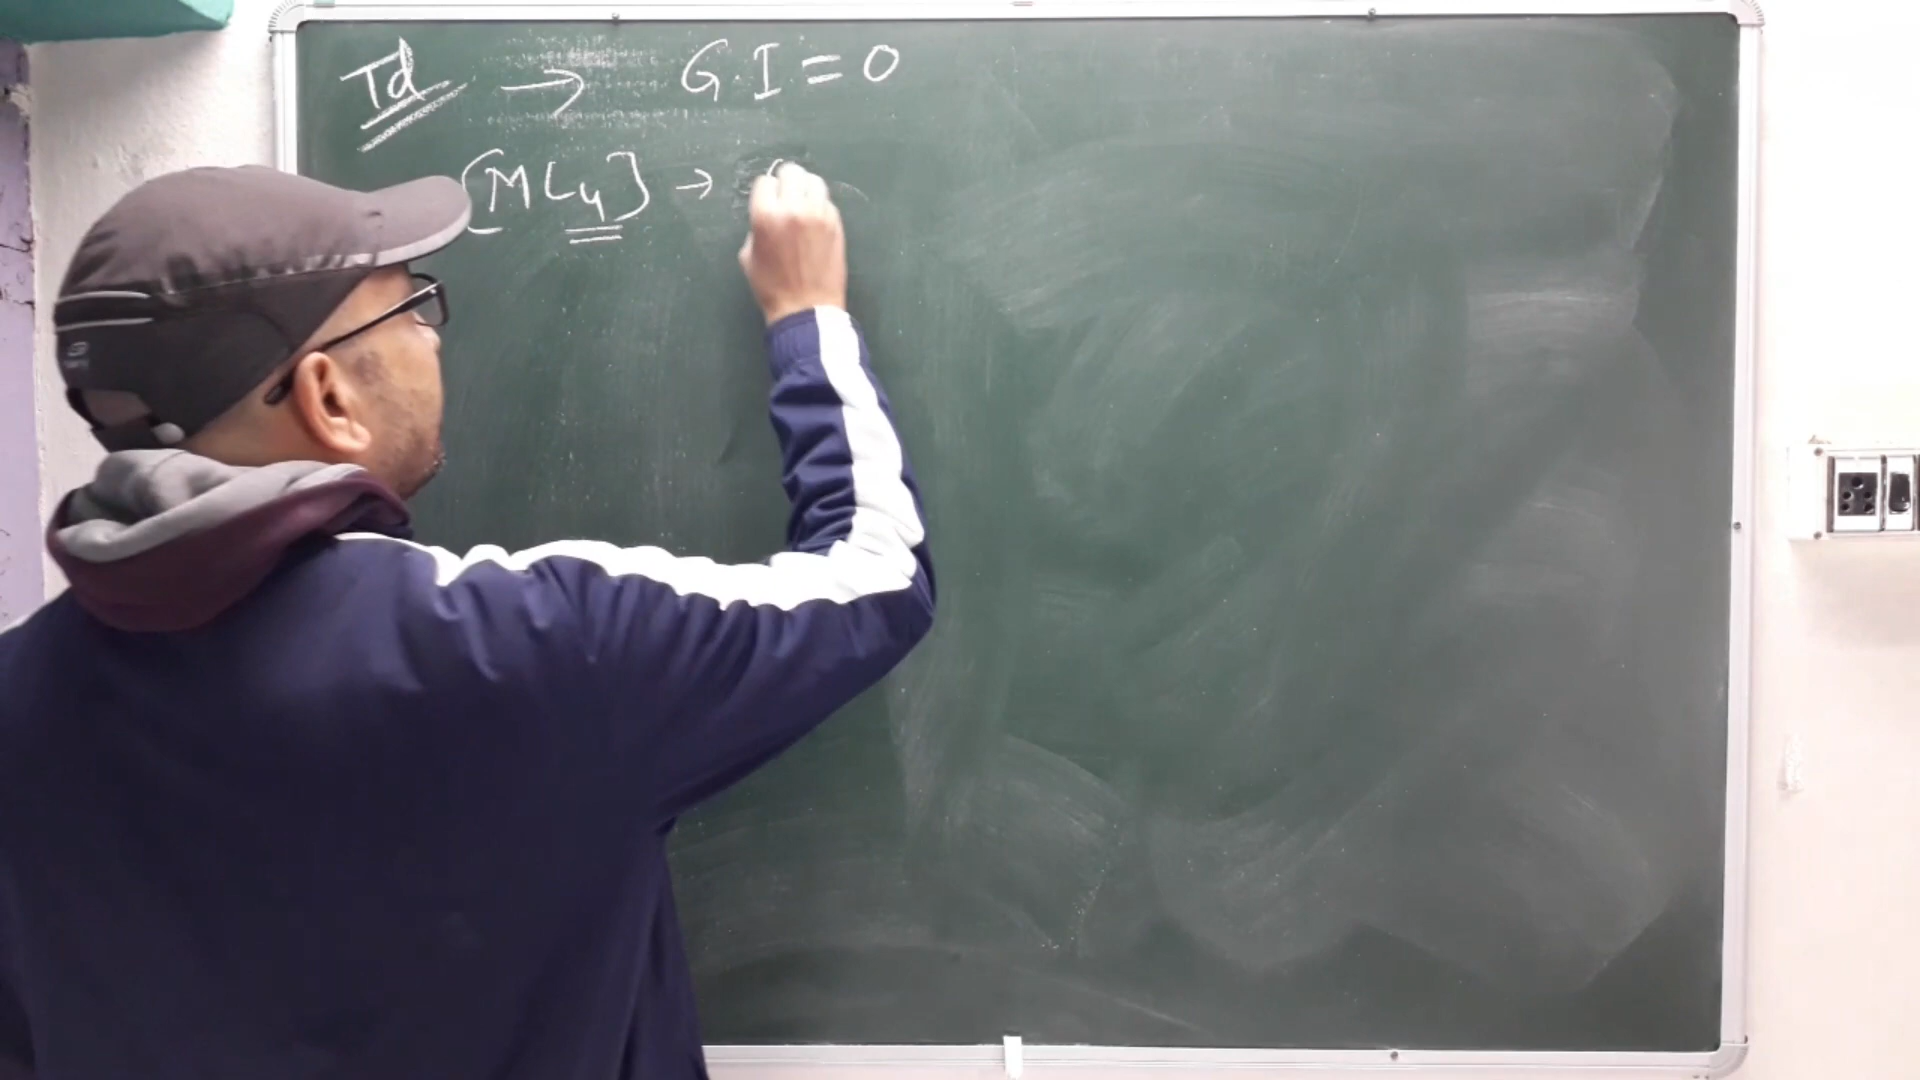 Td → G.I = 0
[ML₄] →